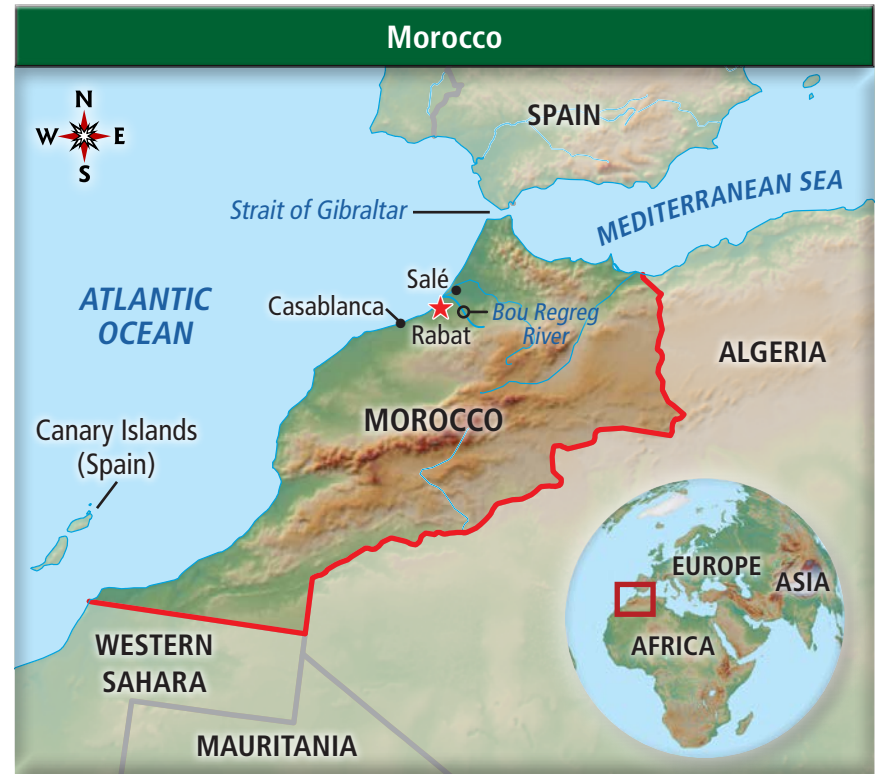 Morocco
N
W E
S
SPAIN
MEDITERRANEAN SEA
Strait of Gibraltar
ATLANTIC
OCEAN
Salé
Casablanca
Rabat
Bou Regreg
River
ALGERIA
MOROCCO
Canary Islands
(Spain)
WESTERN
SAHARA
MAURITANIA
EUROPE
ASIA
AFRICA